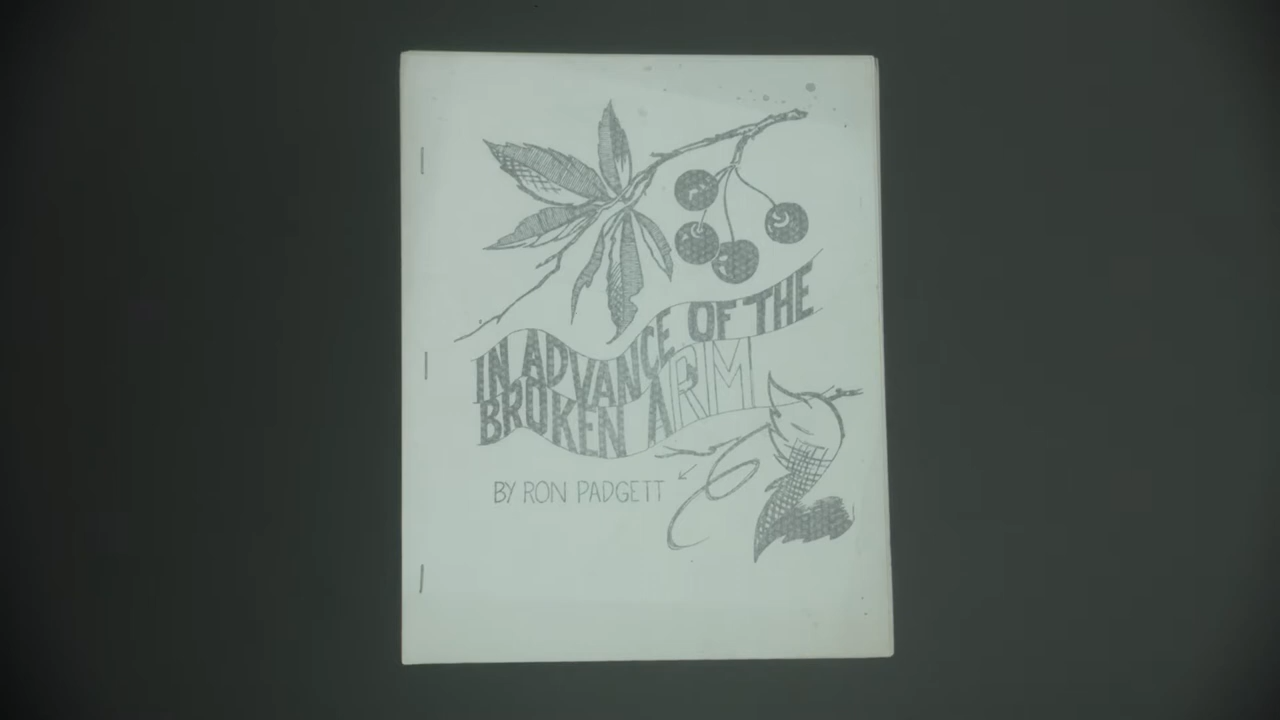 IN ADVANCE OF THE
BROKEN ARM
BY RON PADGETT